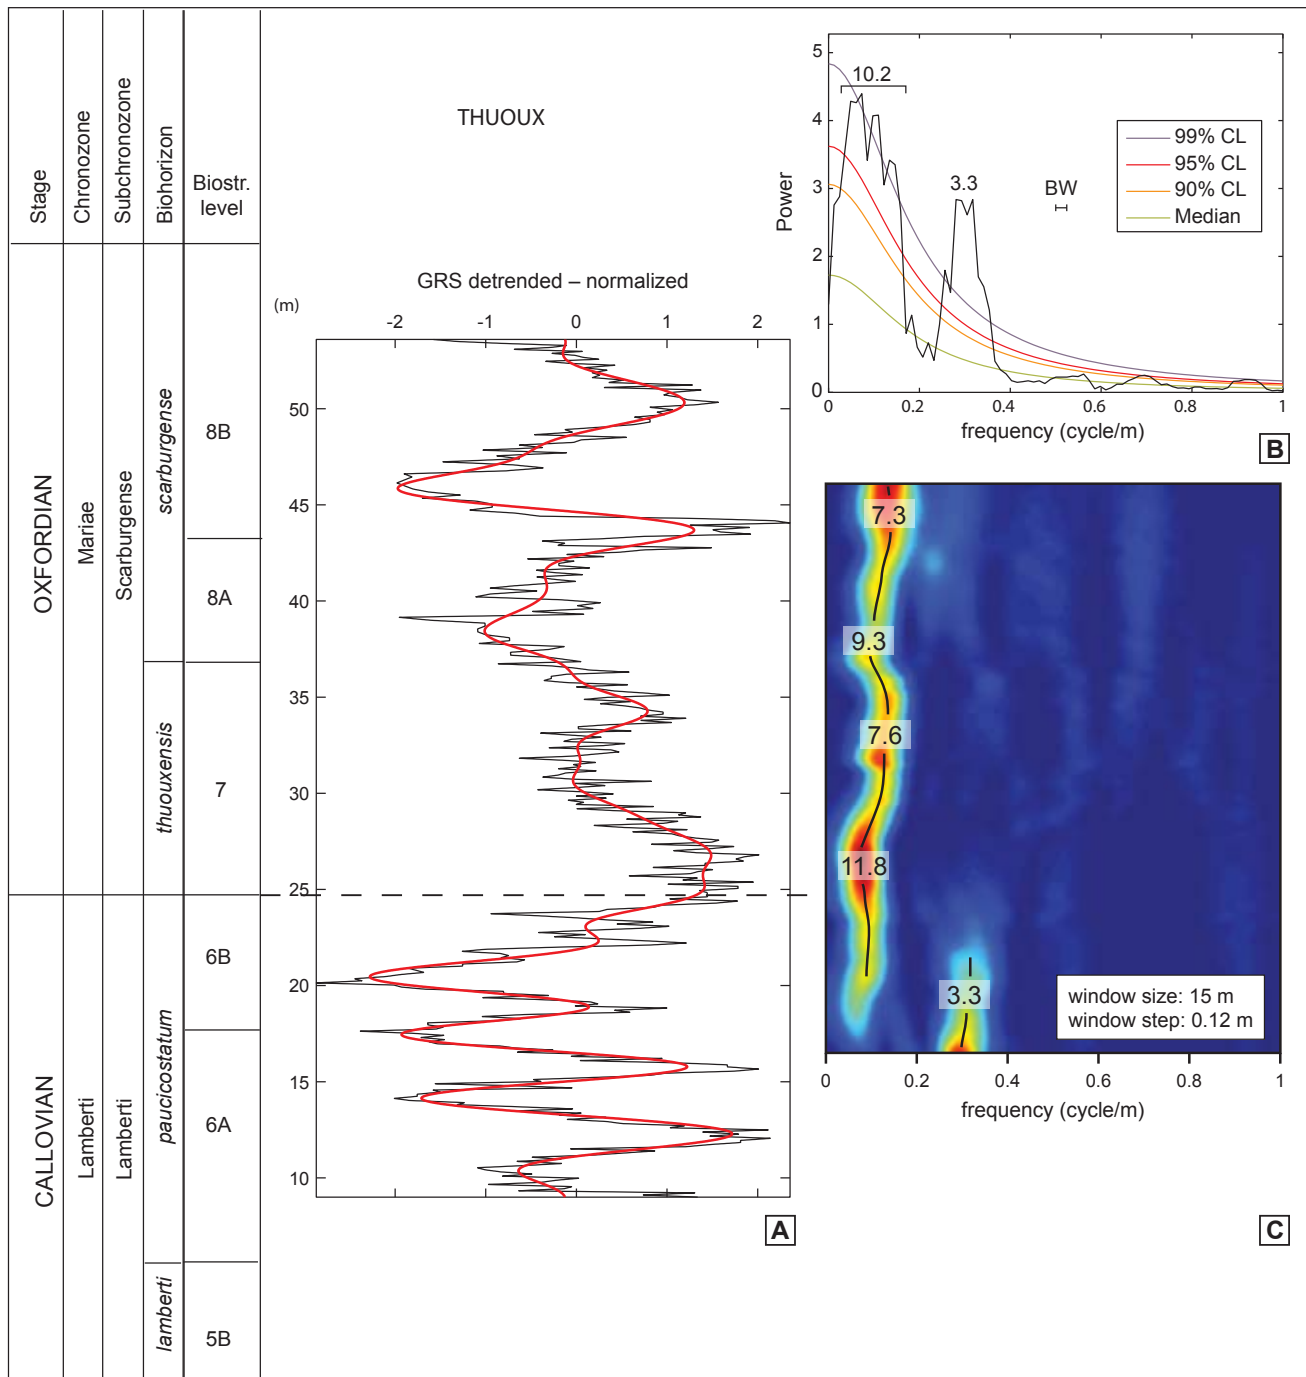 Stage
Chronozone
Subchronozone
Biohorizon
Biostr.
level
OXFORDIAN
Mariae
Scarburgense
scarburgense
8B
8A
thuouxensis
7
CALLOVIAN
Lamberti
Lamberti
paucicostatum
6B
6A
lamberti
5B
THUOUX
GRS detrended – normalized
(m)
-2 -1 0 1 2
50
45
40
35
30
25
20
15
10
A
5
4
3
2
1
0
Power
10.2
3.3
BW
99% CL
95% CL
90% CL
Median
0 0.2 0.4 0.6 0.8 1
frequency (cycle/m)
B
7.3
9.3
7.6
11.8
3.3
window size: 15 m
window step: 0.12 m
0 0.2 0.4 0.6 0.8 1
frequency (cycle/m)
C